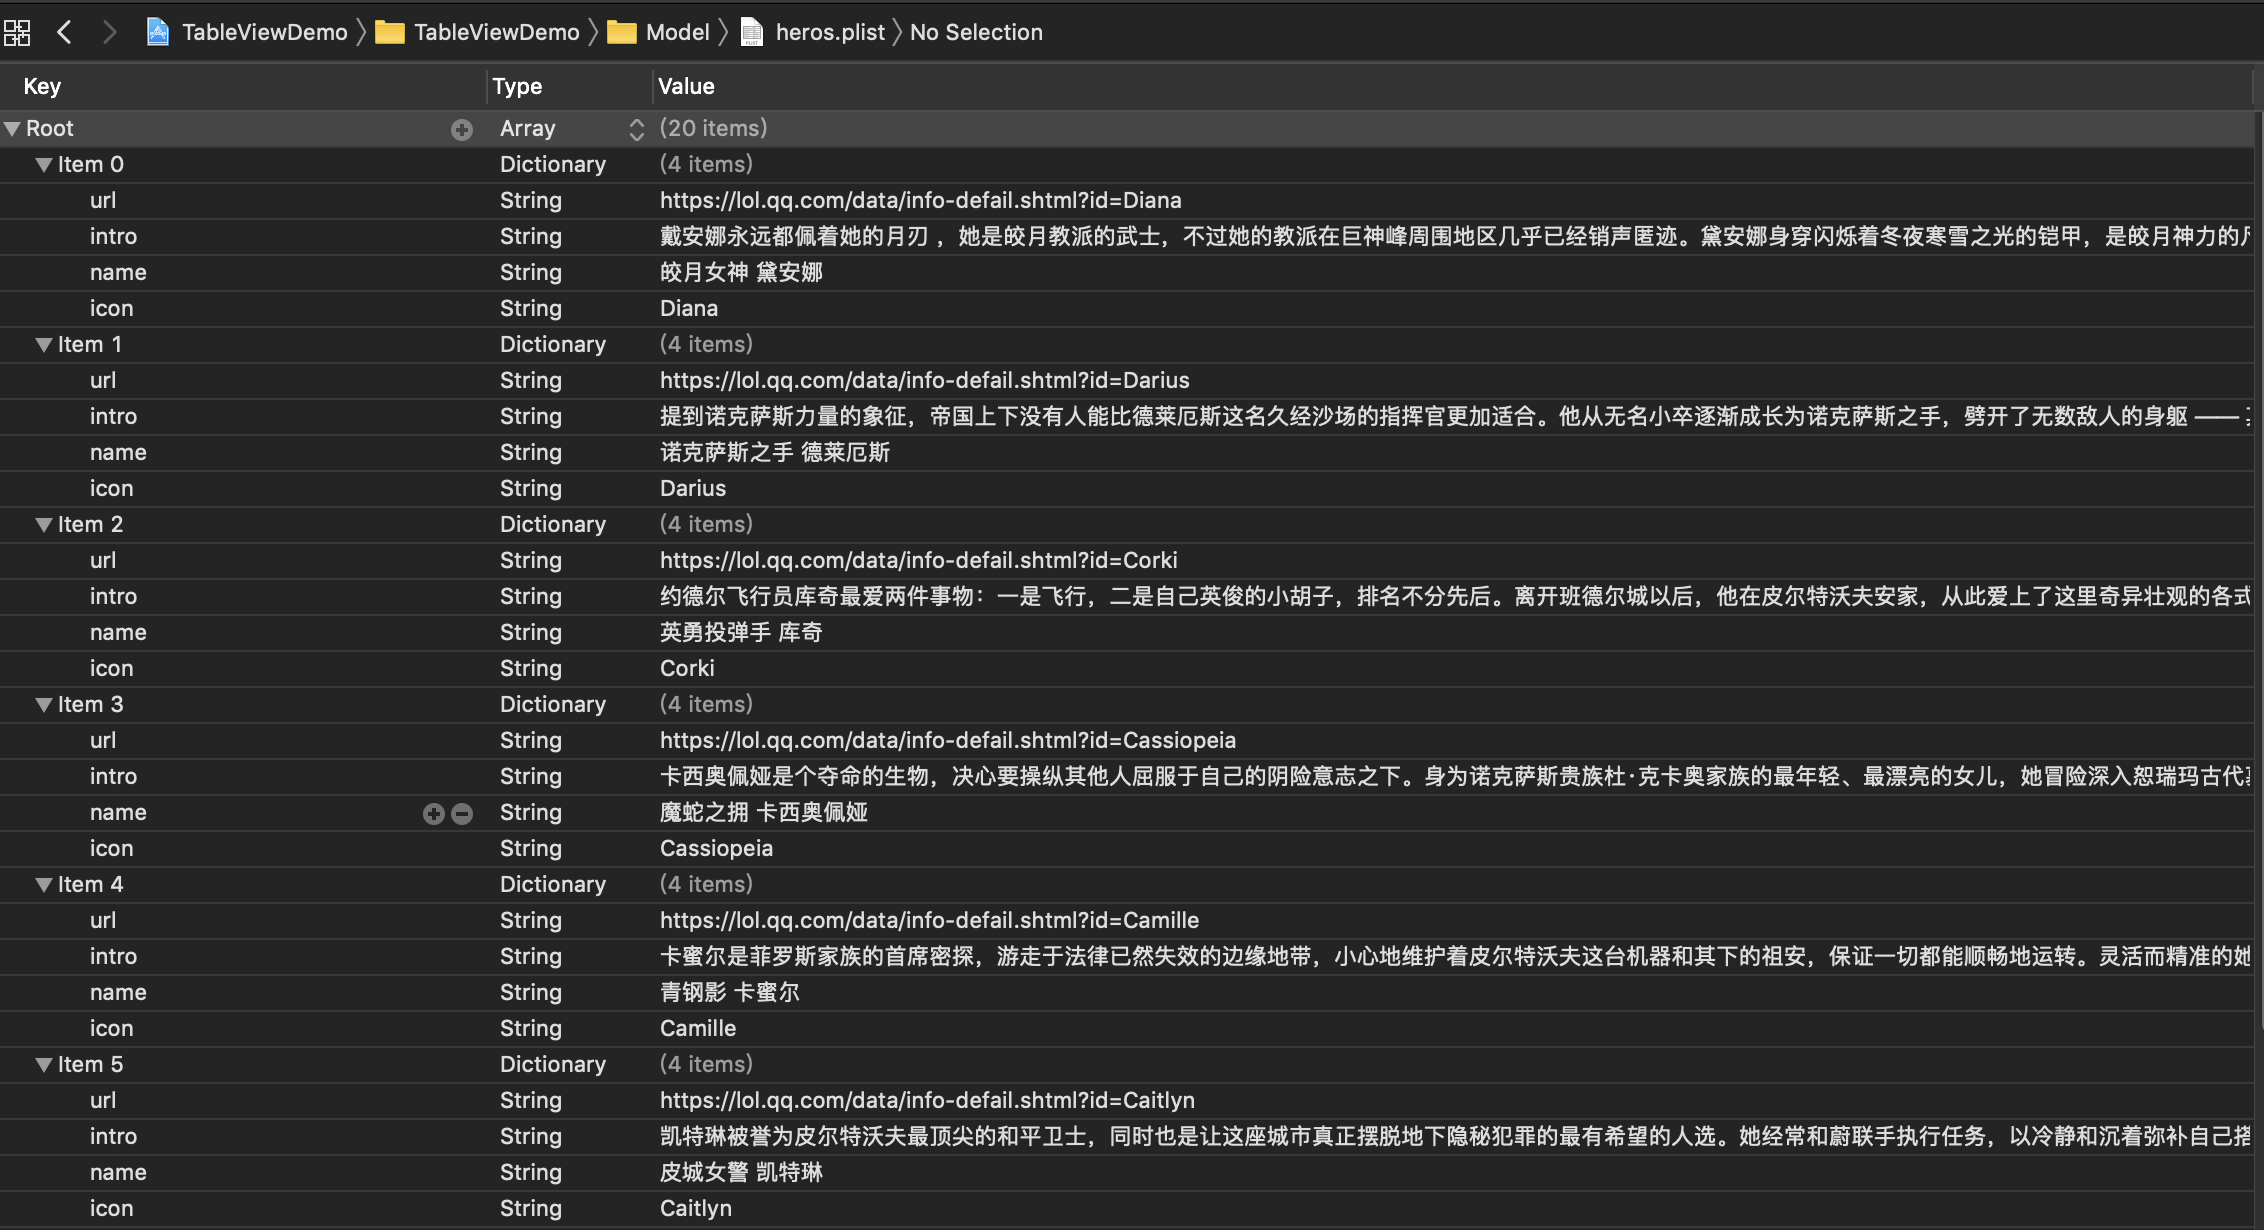 TableViewDemo TableViewDemo Model heros.plist No Selection
Key Type Value
Root Array (20 items)
Item 0 Dictionary (4 items)
url String https://lol.qq.com/data/info-defail.shtml?id=Diana
intro String 戴安娜永远都佩着她的月刃 ，她是皎月教派的武士，不过她的教派在巨神峰周围地区几乎已经销声匿迹。黛安娜身穿闪烁着冬夜寒雪之光的铠甲，是皎月神力的
name String 皎月女神 黛安娜
icon String Diana
Item 1 Dictionary (4 items)
url String https://lol.qq.com/data/info-defail.shtml?id=Darius
intro String 提到诺克萨斯力量的象征，帝国上下没有人能比德莱厄斯这名久经沙场的指挥官更加适合。他从无名小卒逐渐成长为诺克萨斯之手，劈开了无数敌人的身躯 ——
name String 诺克萨斯之手 德莱厄斯
icon String Darius
Item 2 Dictionary (4 items)
url String https://lol.qq.com/data/info-defail.shtml?id=Corki
intro String 约德尔飞行员库奇最爱两件事物：一是飞行，二是自己英俊的小胡子，排名不分先后。离开班德尔城以后，他在皮尔特沃夫安家，从此爱上了这里奇异壮观的各式
name String 英勇投弹手 库奇
icon String Corki
Item 3 Dictionary (4 items)
url String https://lol.qq.com/data/info-defail.shtml?id=Cassiopeia
intro String 卡西奥佩娅是个夺命的生物，决心要操纵其他人屈服于自己的阴险意志之下。身为诺克萨斯贵族杜·克卡奥家族的最年轻、最漂亮的女儿，她冒险深入恕瑞玛古代
name String 魔蛇之拥 卡西奥佩娅
icon String Cassiopeia
Item 4 Dictionary (4 items)
url String https://lol.qq.com/data/info-defail.shtml?id=Camille
intro String 卡蜜尔是菲罗斯家族的首席密探，游走于法律已然失效的边缘地带，小心地维护着皮尔特沃夫这台机器和其下的祖安，保证一切都能顺畅地运转。灵活而精准的她
name String 青钢影 卡蜜尔
icon String Camille
Item 5 Dictionary (4 items)
url String https://lol.qq.com/data/info-defail.shtml?id=Caitlyn
intro String 凯特琳被誉为皮尔特沃夫最顶尖的和平卫士，同时也是让这座城市真正摆脱地下隐秘犯罪的最有希望的人选。她经常和蔚联手执行任务，以冷静和沉着弥补自己搭
name String 皮城女警 凯特琳
icon String Caitlyn